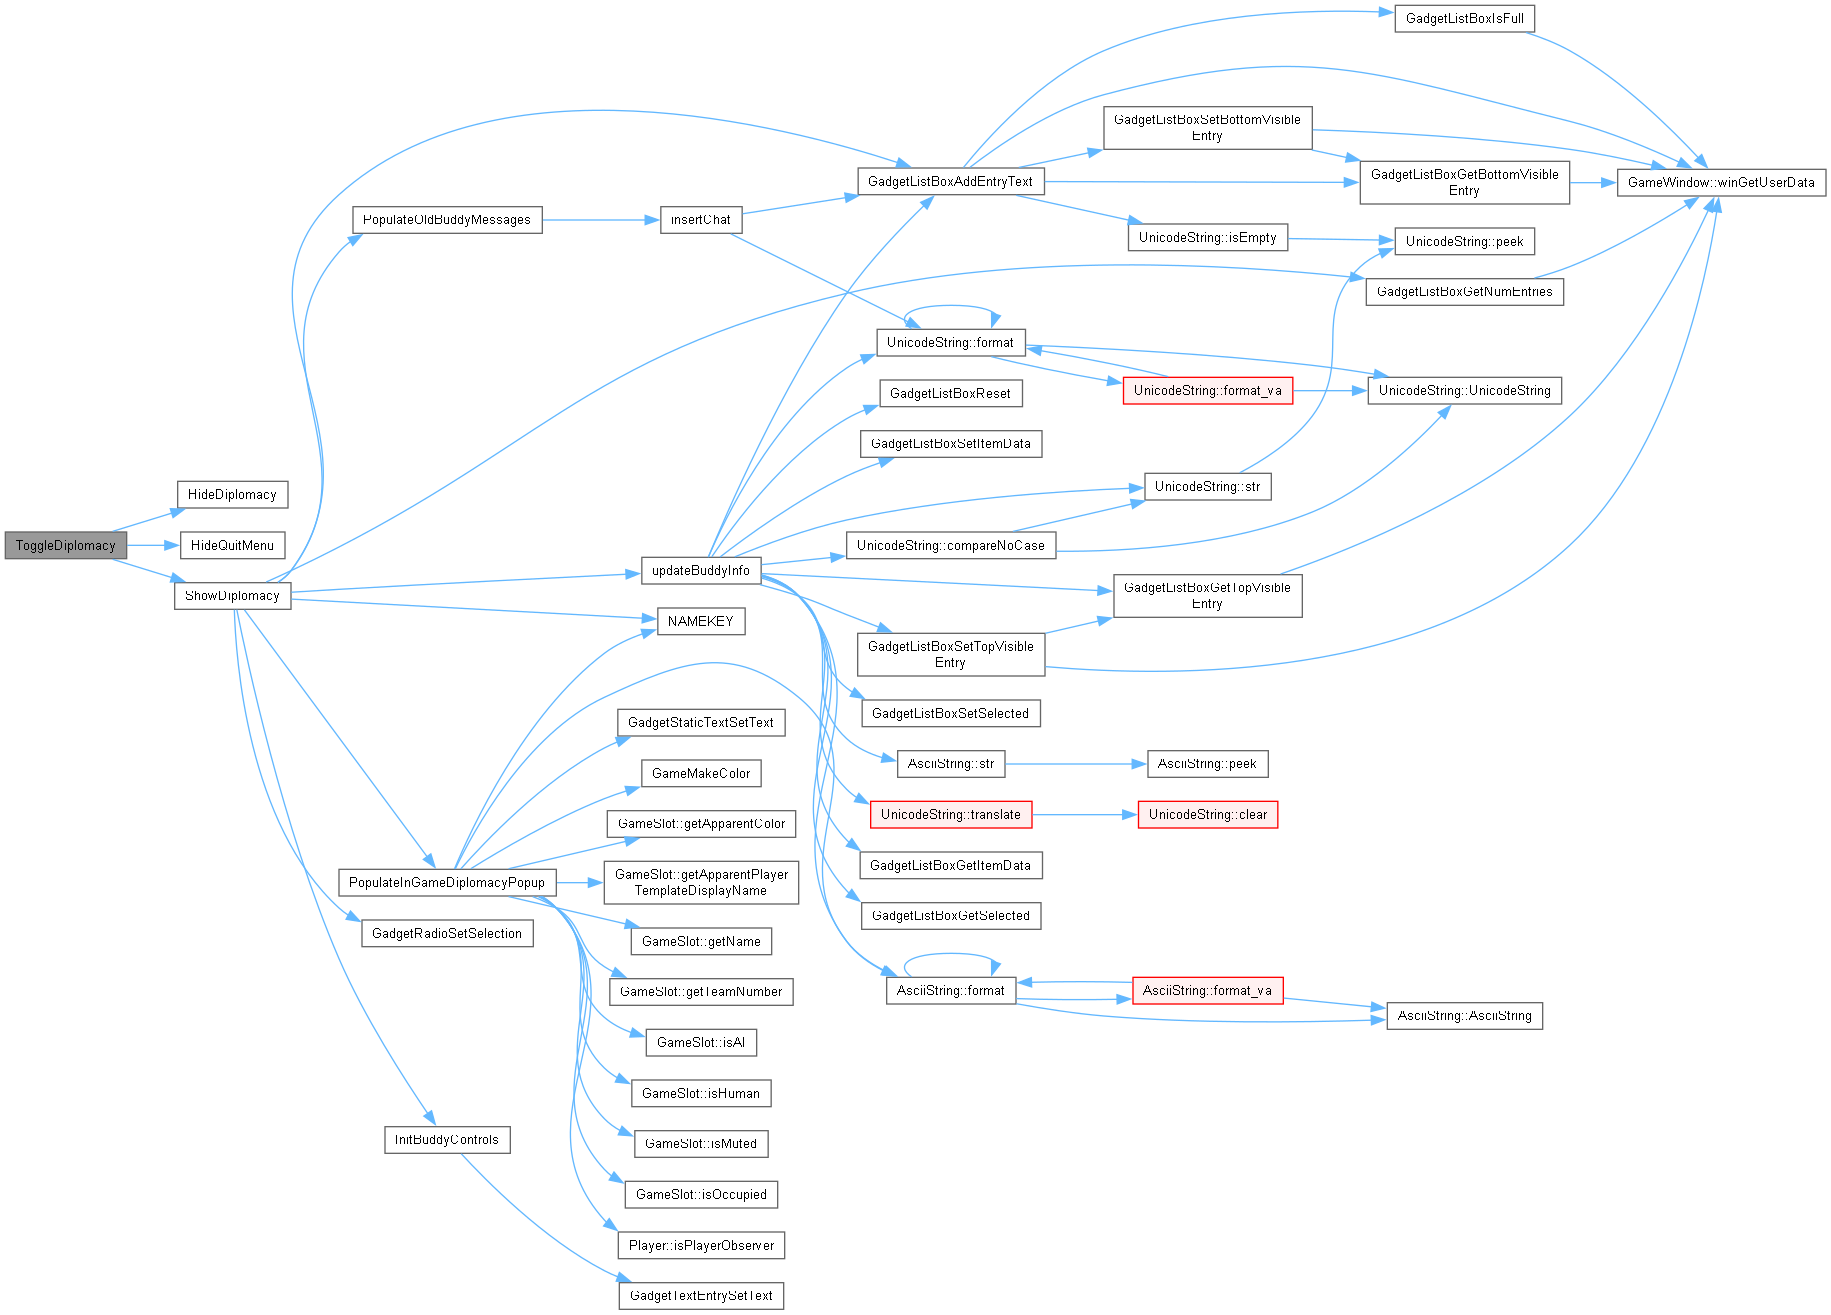 ToggleDiplomacy
HideDiplomacy
HideQuitMenu
ShowDiplomacy
PopulateOldBuddyMessages
PopulateInGameDiplomacyPopup
GadgetRadioSetSelection
InitBuddyControls
insertChat
updateBuddyInfo
NAMEKEY
GadgetStaticTextSetText
GameMakeColor
GameSlot::getApparentColor
GameSlot::getApparentPlayer
TemplateDisplayName
GameSlot::getName
GameSlot::getTeamNumber
GameSlot::isAI
GameSlot::isHuman
GameSlot::isMuted
GameSlot::isOccupied
Player::isPlayerObserver
GadgetTextEntrySetText
GadgetListBoxAddEntryText
UnicodeString::format
GadgetListBoxReset
GadgetListBoxSetItemData
UnicodeString::compareNoCase
GadgetListBoxSetTopVisible
Entry
GadgetListBoxSetSelected
AsciiString::str
UnicodeString::translate
GadgetListBoxGetItemData
GadgetListBoxGetSelected
AsciiString::format
GadgetListBoxSetBottomVisible
Entry
UnicodeString::isEmpty
UnicodeString::format_va
UnicodeString::str
GadgetListBoxGetTopVisible
Entry
AsciiString::peek
UnicodeString::clear
AsciiString::format_va
GadgetListBoxIsFull
GadgetListBoxGetBottomVisible
Entry
UnicodeString::peek
GadgetListBoxGetNumEntries
UnicodeString::UnicodeString
AsciiString::AsciiString
GameWindow::winGetUserData